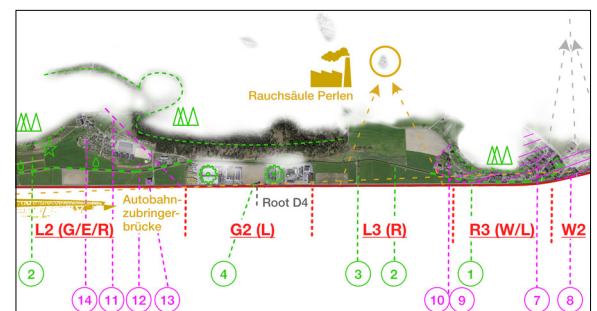 Rauchsäule Perlen
Autobahn-
zubringer-
brücke
Root D4
L2 (G/E/R)
G2 (L)
L3 (R)
R3 (W/L)
W2
2
4
3
2
1
14
11
12
13
10
9
7
8